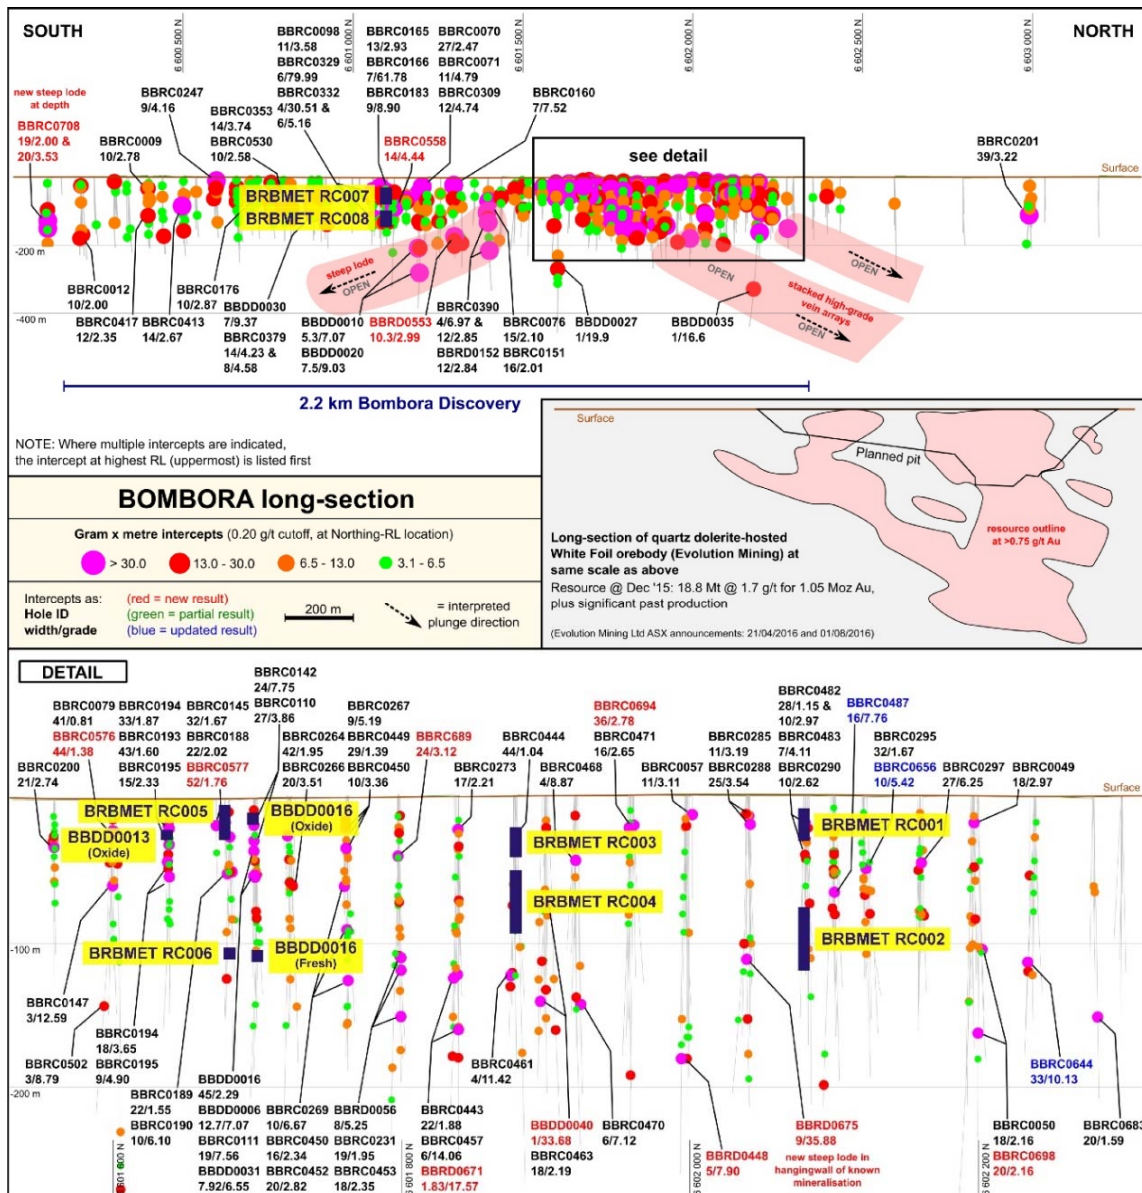 SOUTH
NORTH
6 600 500 N
6 601 000 N
6 601 500 N
6 602 000 N
6 602 500 N
6 603 000 N
new steep lode
at depth
BBRC0708
19/2.00 &
20/3.53
BBRC0009
10/2.78
BBRC0247
9/4.16
BBRC0353
14/3.74
BBRC0530
10/2.58
BBRC0098
11/3.58
BBRC0329
6/79.99
BBRC0332
4/30.51 &
6/5.16
BBRC0165
13/2.93
BBRC0166
7/61.78
BBRC0183
9/8.90
BBRC0558
14/4.44
BBRC0070
27/2.47
BBRC0071
11/4.79
BBRC0309
12/4.74
BBRC0160
7/7.52
see detail
BBRC0201
39/3.22
Surface
BRBMET RC007
BRBMET RC008
-200 m
-400 m
steep lode
OPEN
OPEN
stacked high-grade
vein arrays
OPEN
BBRC0012
10/2.00
BBRC0417
12/2.35
BBRC0413
14/2.67
BBRC0176
10/2.87
BBDD0030
7/9.37
BBRC0379
14/4.23 &
8/4.58
BBDD0010
5.3/7.07
BBDD0020
7.5/9.03
BBRD0553
10.3/2.99
BBRC0390
4/6.97 &
12/2.85
BBRD0152
12/2.84
BBRC0076
15/2.10
BBRC0151
16/2.01
BBDD0027
1/19.9
BBDD0035
1/16.6
2.2 km Bombora Discovery
NOTE: Where multiple intercepts are indicated,
the intercept at highest RL (uppermost) is listed first
BOMBORA long-section
Gram x metre intercepts (0.20 g/t cutoff, at Northing-RL location)
> 30.0
13.0 - 30.0
6.5 - 13.0
3.1 - 6.5
Intercepts as:
Hole ID
width/grade
(red = new result)
(green = partial result)
(blue = updated result)
200 m
= interpreted
plunge direction
Surface
Planned pit
resource outline
at >0.75 g/t Au
Long-section of quartz dolerite-hosted
White Foil orebody (Evolution Mining) at
same scale as above
Resource @ Dec '15: 18.8 Mt @ 1.7 g/t for 1.05 Moz Au,
plus significant past production
(Evolution Mining Ltd ASX announcements: 21/04/2016 and 01/08/2016)
DETAIL
BBRC0079
41/0.81
BBRC0576
44/1.38
BBRC0200
21/2.74
BBRC0194
33/1.87
BBRC0193
43/1.60
BBRC0195
15/2.33
BBRC0145
32/1.67
BBRC0188
22/2.02
BBRC0577
52/1.76
BBRC0142
24/7.75
BBRC0110
27/3.86
BBRC0264
42/1.95
BBRC0266
20/3.51
BBRC0267
9/5.19
BBRC0449
29/1.39
BBRC0450
10/3.36
BBRC689
24/3.12
BBRC0273
17/2.21
BBRC0444
44/1.04
BBRC0468
4/8.87
BBRC0694
36/2.78
BBRC0471
16/2.65
BBRC0057
11/3.11
BBRC0285
11/3.19
BBRC0288
25/3.54
BBRC0482
28/1.15 &
10/2.97
BBRC0483
7/4.11
BBRC0290
10/2.62
BBRC0487
16/7.76
BBRC0295
32/1.67
BBRC0656
10/5.42
BBRC0297
27/6.25
BBRC0049
18/2.97
Surface
BRBMET RC005
BBDD0013
(Oxide)
BBDD0016
(Oxide)
BRBMET RC003
BRBMET RC004
BRBMET RC001
BRBMET RC002
BRBMET RC006
BBDD0016
(Fresh)
-100 m
-200 m
BBRC0147
3/12.59
BBRC0502
3/8.79
BBRC0194
18/3.65
BBRC0195
9/4.90
BBRC0189
22/1.55
BBRC0190
10/6.10
BBDD0016
45/2.29
BBDD0006
12.7/7.07
BBRC0111
19/7.56
BBDD0031
7.92/6.55
BBRC0269
10/6.67
BBRC0450
16/2.34
BBRC0452
20/2.82
BBRD0056
8/5.25
BBRC0231
19/1.95
BBRC0453
18/2.35
BBRC0443
22/1.88
BBRC0457
6/14.06
BBRD0671
1.83/17.57
BBRC0461
4/11.42
BBDD0040
1/33.68
BBRC0463
18/2.19
BBRC0470
6/7.12
BBRD0448
5/7.90
BBRD0675
9/35.88
new steep lode in
hangingwall of known
mineralisation
BBRC0050
18/2.16
BBRC0698
20/2.16
BBRC0644
33/10.13
BBRC0683
20/1.59
6 601 600 N
6 601 800 N
6 602 000 N
6 602 200 N